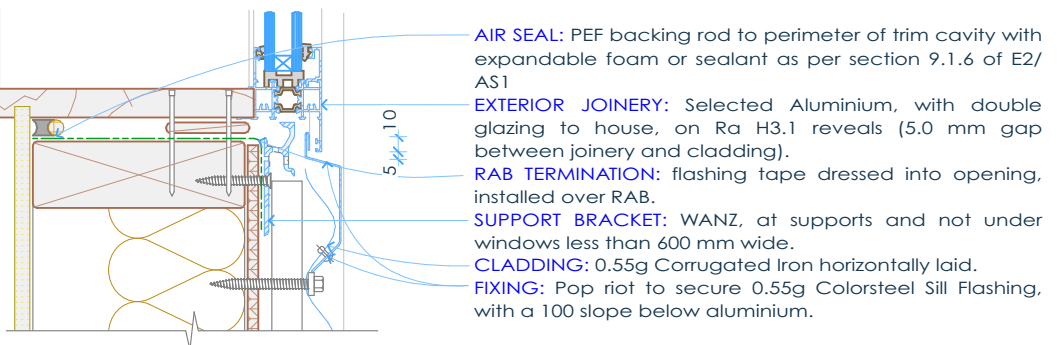 AIR SEAL: PEF backing rod to perimeter of trim cavity with
expandable foam or sealant as per section 9.1.6 of E2/
AS1
EXTERIOR JOINERY: Selected Aluminium, with double
glazing to house, on Ra H3.1 reveals (5.0 mm gap
between joinery and cladding).
RAB TERMINATION: flashing tape dressed into opening,
installed over RAB.
SUPPORT BRACKET: WANZ, at supports and not under
windows less than 600 mm wide.
CLADDING: 0.55g Corrugated Iron horizontally laid.
FIXING: Pop riot to secure 0.55g Colorsteel Sill Flashing,
with a 100 slope below aluminium.
5 10